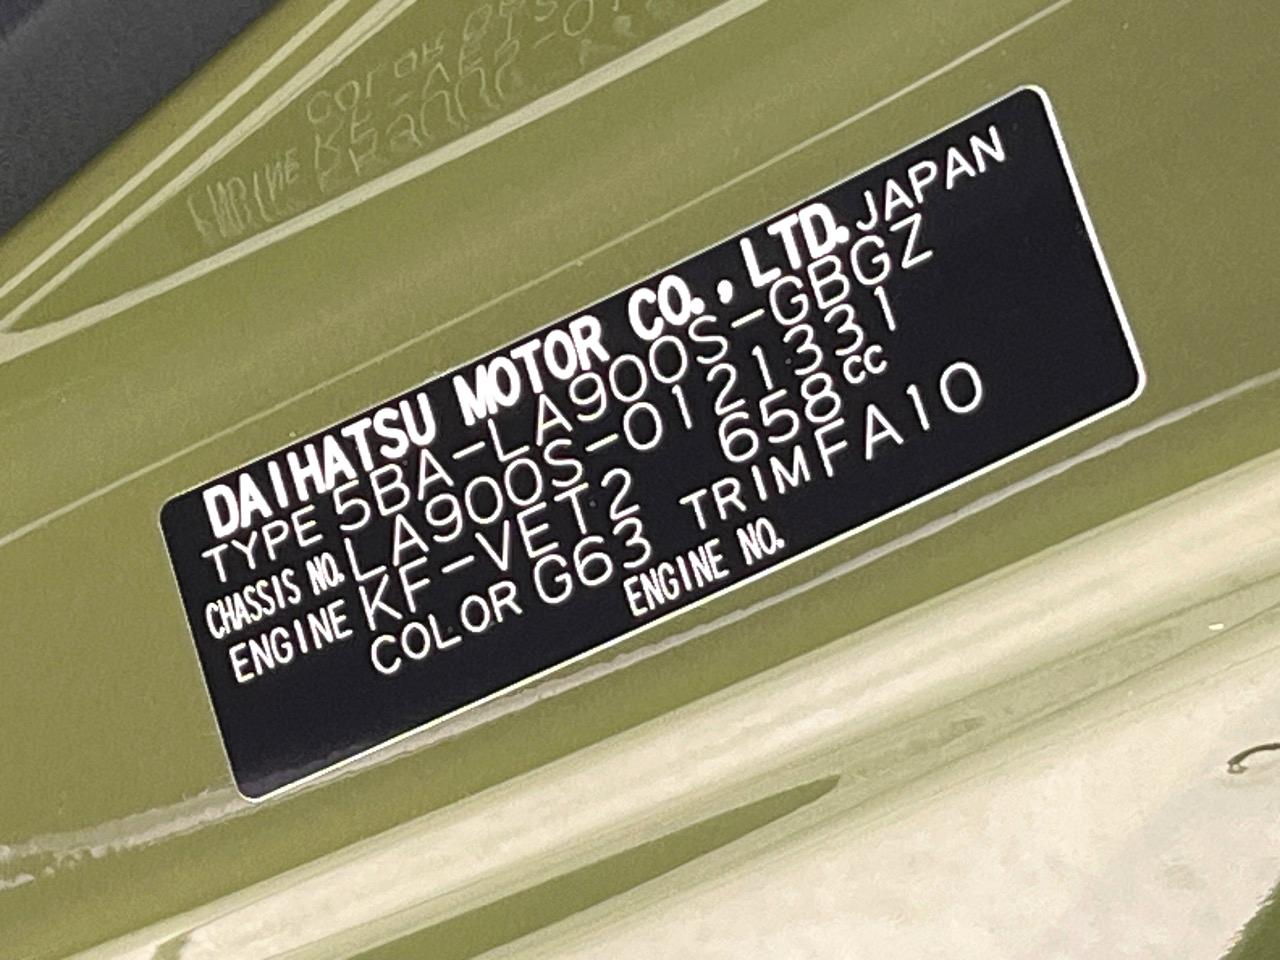 DAIHATSU MOTOR CO., LTD. JAPAN
TYPE 5BA-LA900S-GBGZ
CHASSIS NO. LA900S-0121331
ENGINE KF-VET2 658cc
COLOR G63 TRIM FA10
ENGINE NO.